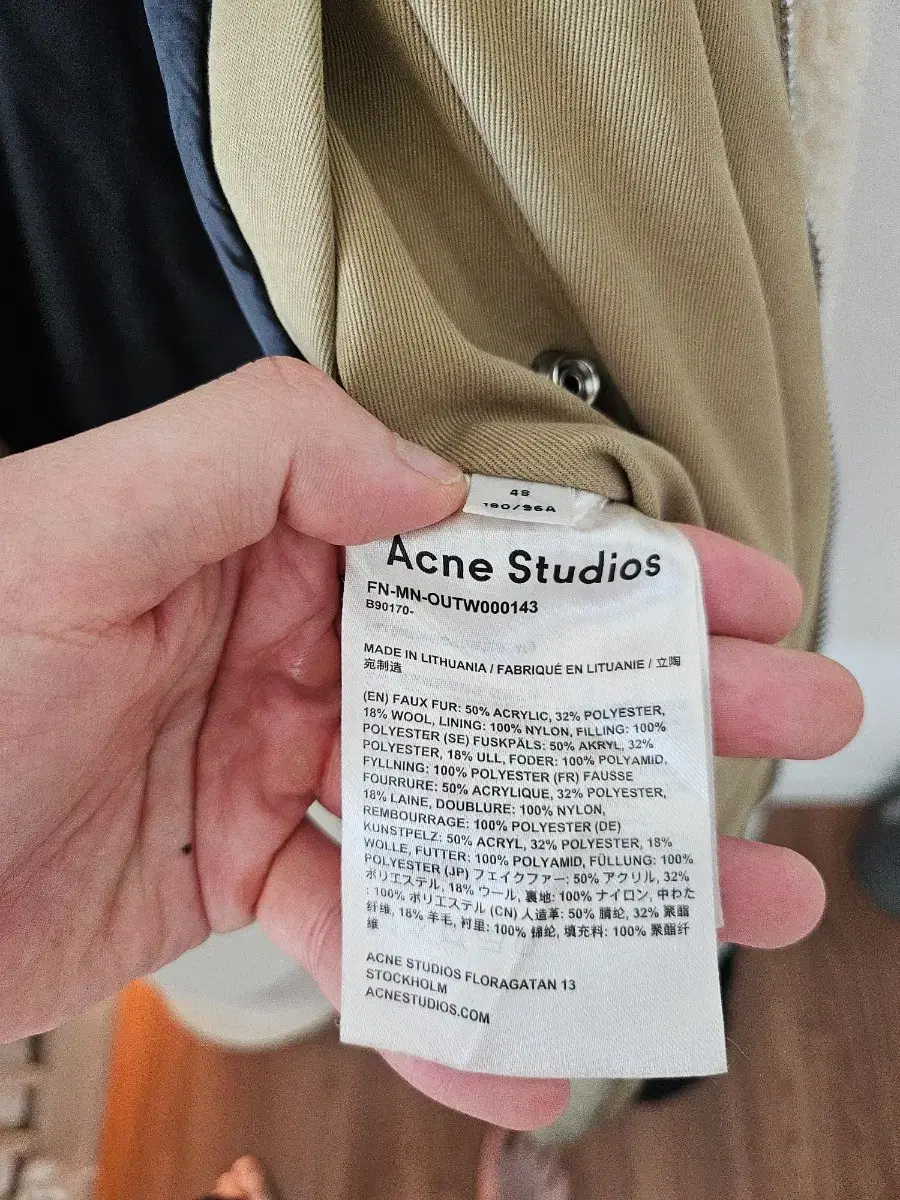 48
190/96A
Acne Studios
FN-MN-OUTW000143
B90170-
MADE IN LITHUANIA / FABRIQUÉ EN LITUANIE / 立陶
宛制造
(EN) FAUX FUR: 50% ACRYLIC, 32% POLYESTER,
18% WOOL, LINING: 100% NYLON, FILLING: 100%
POLYESTER (SE) FUSKPÄLS: 50% AKRYL, 32%
POLYESTER, 18% ULL, FODER: 100% POLYAMID,
FYLLNING: 100% POLYESTER (FR) FAUSSE
FOURRURE: 50% ACRYLIQUE, 32% POLYESTER,
18% LAINE, DOUBLURE: 100% NYLON,
REMBOURRAGE: 100% POLYESTER (DE)
KUNSTPELZ: 50% ACRYL, 32% POLYESTER, 18%
WOLLE, FUTTER: 100% POLYAMID, FÜLLUNG: 100%
POLYESTER (JP) フェイクファー: 50% アクリル, 32%
ポリエステル, 18% ウール, 裏地: 100% ナイロン, 中わた
: 100% ポリエステル (CN) 人造革: 50% 腈纶, 32% 聚酯
纤维, 18% 羊毛, 衬里: 100% 锦纶, 填充料: 100% 聚酯纤
维
ACNE STUDIOS FLORAGATAN 13
STOCKHOLM
ACNESTUDIOS.COM